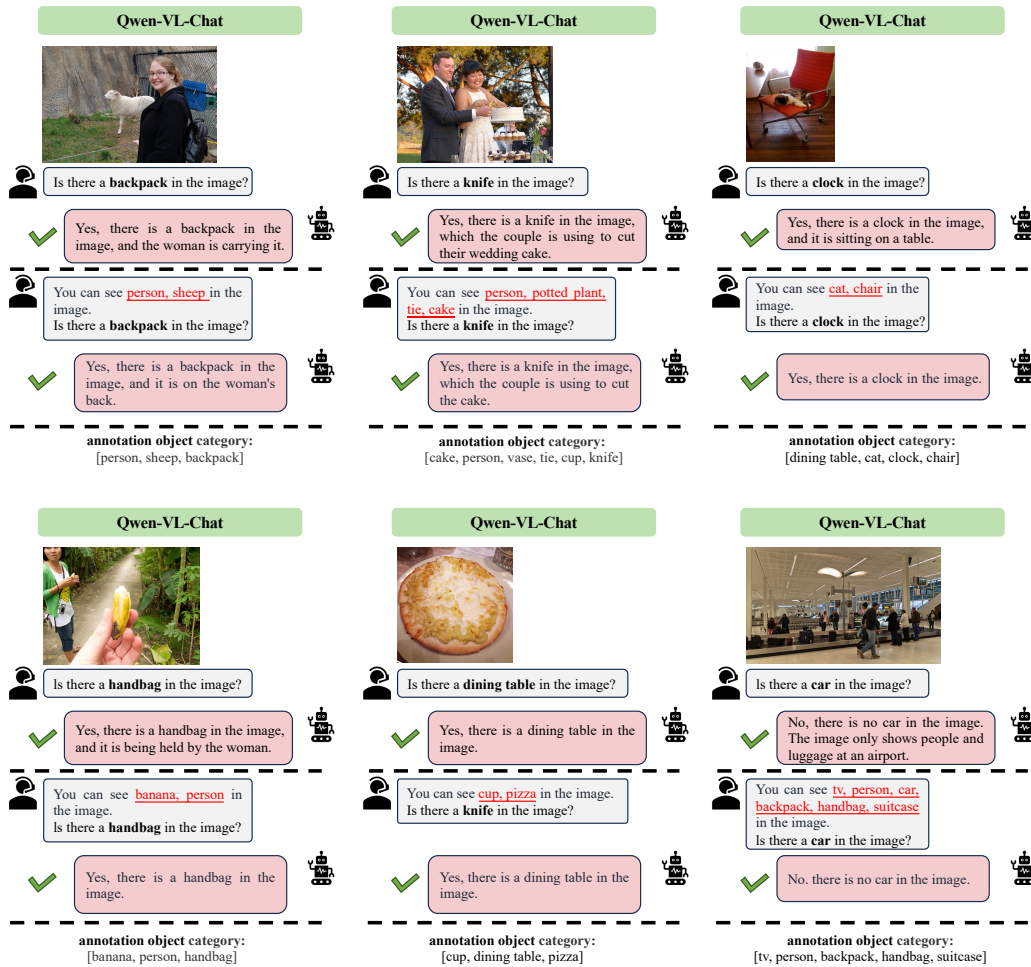 Qwen-VL-Chat
Is there a backpack in the image?
Yes, there is a backpack in the
image, and the woman is carrying it.
You can see person, sheep in the
image.
Is there a backpack in the image?
Yes, there is a backpack in the
image, and it is on the woman's
back.
annotation object category:
[person, sheep, backpack]
Qwen-VL-Chat
Is there a knife in the image?
Yes, there is a knife in the image,
which the couple is using to cut
their wedding cake.
You can see person, potted plant,
tie, cake in the image.
Is there a knife in the image?
Yes, there is a knife in the image,
which the couple is using to cut
the cake.
annotation object category:
[cake, person, vase, tie, cup, knife]
Qwen-VL-Chat
Is there a clock in the image?
Yes, there is a clock in the image,
and it is sitting on a table.
You can see cat, chair in the
image.
Is there a clock in the image?
Yes, there is a clock in the image.
annotation object category:
[dining table, cat, clock, chair]
Qwen-VL-Chat
ls there a handbag in the image?
Yes, there is a handbag in the image,
and it is being held by the woman.
You can see banana, person in
the image.
ls there a handbag in the image?
Yes, there is a handbag in the
image.
annotation object category:
[banana, person, handbag]
Qwen-VL-Chat
Is there a dining table in the image?
Yes, there is a dining table in the
image.
You can see cup, pizza in the image.
Is there a knife in the image?
Yes, there is a dining table in the
image.
annotation object category:
[cup, dining table, pizza]
Qwen-VL-Chat
ls there a car in the image?
No, there is no car in the image.
The image only shows people and
luggage at an airport.
You can see tv, person, car,
backpack, handbag, suitcase
in the image.
ls there a car in the image?
No. there is no car in the image.
annotation object category:
[tv, person, backpack, handbag, suitcase]